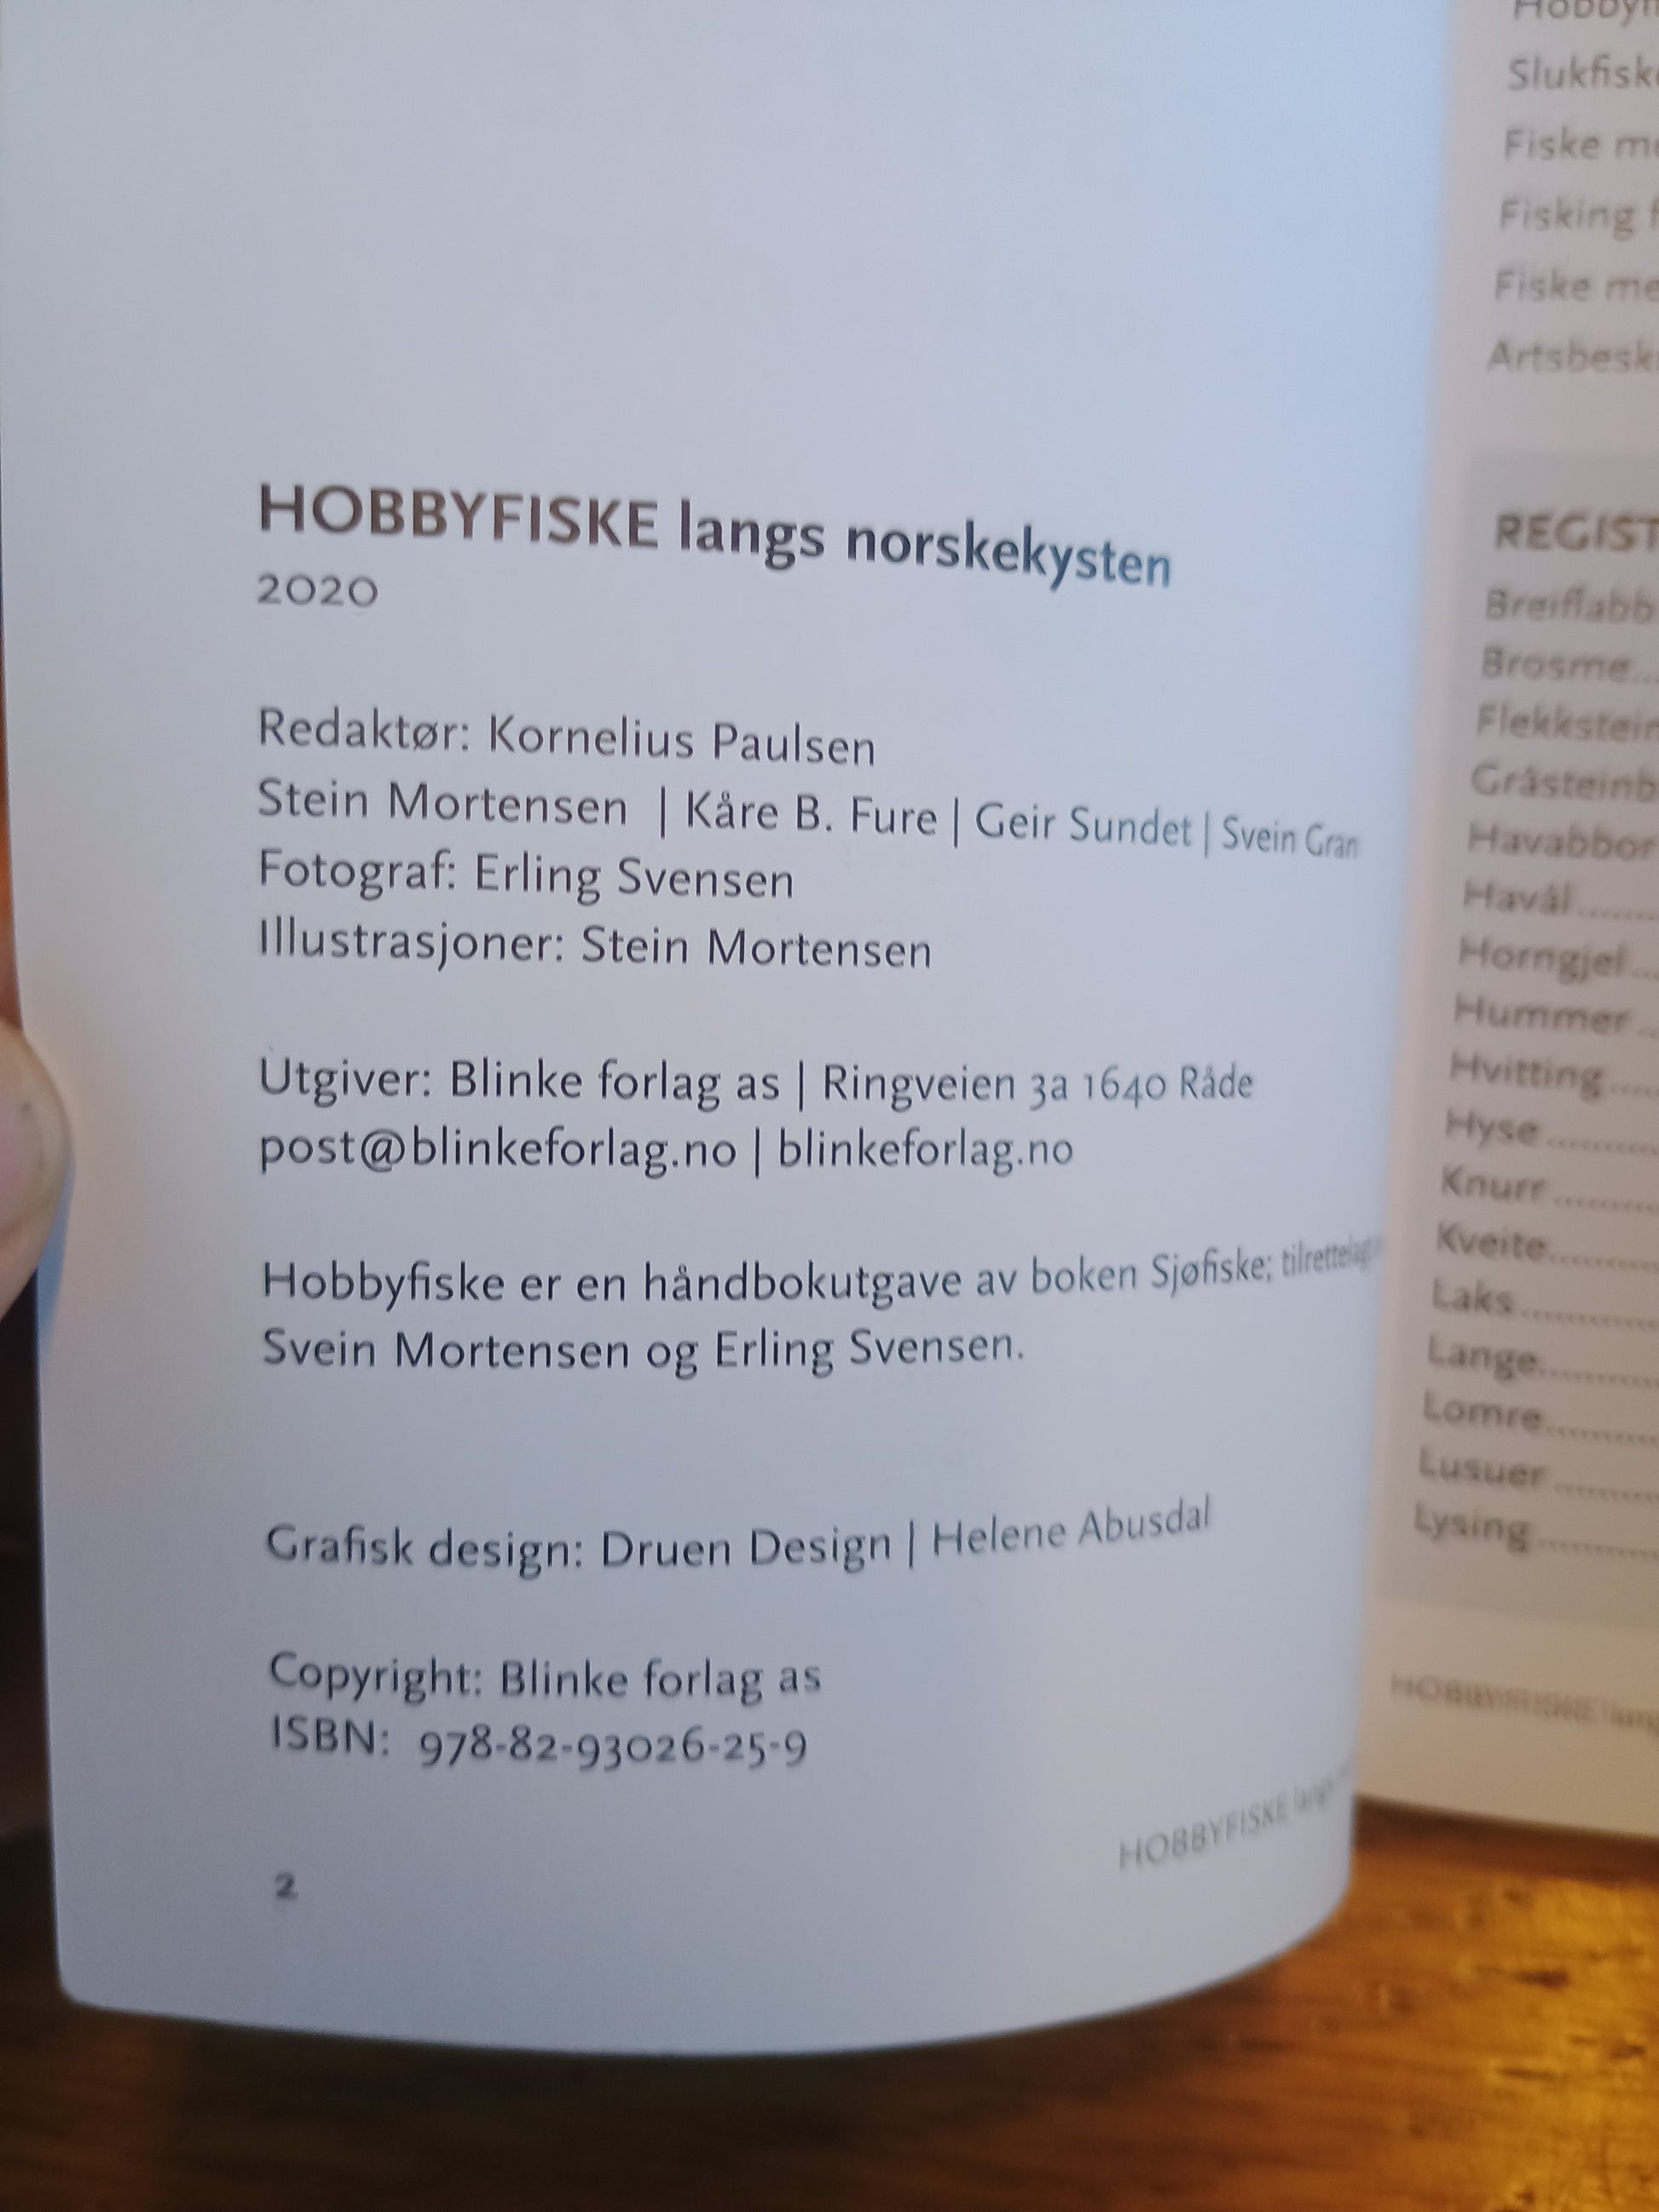 HOBBYFISKE langs norskekysten
2020
Redaktør: Kornelius Paulsen
Stein Mortensen | Kåre B. Fure | Geir Sundet | Svein Gran
Fotograf: Erling Svensen
Illustrasjoner: Stein Mortensen
Utgiver: Blinke forlag as | Ringveien 3a 1640 Råde
post@blinkeforlag.no | blinkeforlag.no
Hobbyfiske er en håndbokutgave av boken Sjøfiske;
Svein Mortensen og Erling Svensen.
Grafisk design: Druen Design | Helene Abusdal
Copyright: Blinke forlag as
ISBN: 978-82-93026-25-9
2
HOBBYFISKE langs
Fiske
Fisking
Fiske
REGIST
Breiflabb
Brosme...
Flekkstein
Gråsteinb
Havabbor
Havål........
Horngjel...
Hummer..
Hvitting.....
Hyse..........
Knurr.........
Kveite.........
Laks............
Lange..........
Lomre..........
Lusuer.........
Lysing..........
HOBBYFISKE lang